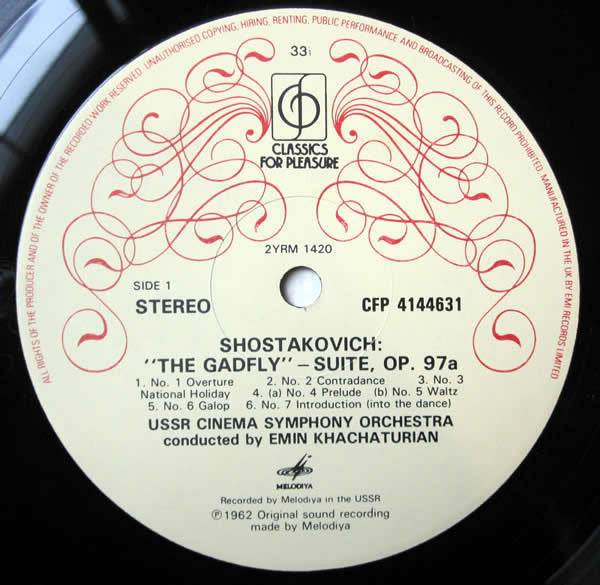 ALL RIGHTS OF THE PRODUCER AND OF THE OWNER OF THE RECORDED WORK RESERVED. UNAUTHORISED COPYING, HIRING, RENTING, PUBLIC PERFORMANCE AND BROADCASTING OF THIS RECORD PROHIBITED. MANUFACTURED IN THE UK BY EMI RECORDS LIMITED
33⅓
CLASSICS
FOR PLEASURE
2YRM 1420
SIDE 1
STEREO CFP 4144631
SHOSTAKOVICH:
"THE GADFLY" – SUITE, OP. 97a
1. No. 1 Overture 2. No. 2 Contradance 3. No. 3
National Holiday 4. (a) No. 4 Prelude (b) No. 5 Waltz
5. No. 6 Galop 6. No. 7 Introduction (into the dance)
USSR CINEMA SYMPHONY ORCHESTRA
conducted by EMIN KHACHATURIAN
MELODIYA
Recorded by Melodiya in the USSR
℗ 1962 Original sound recording
made by Melodiya